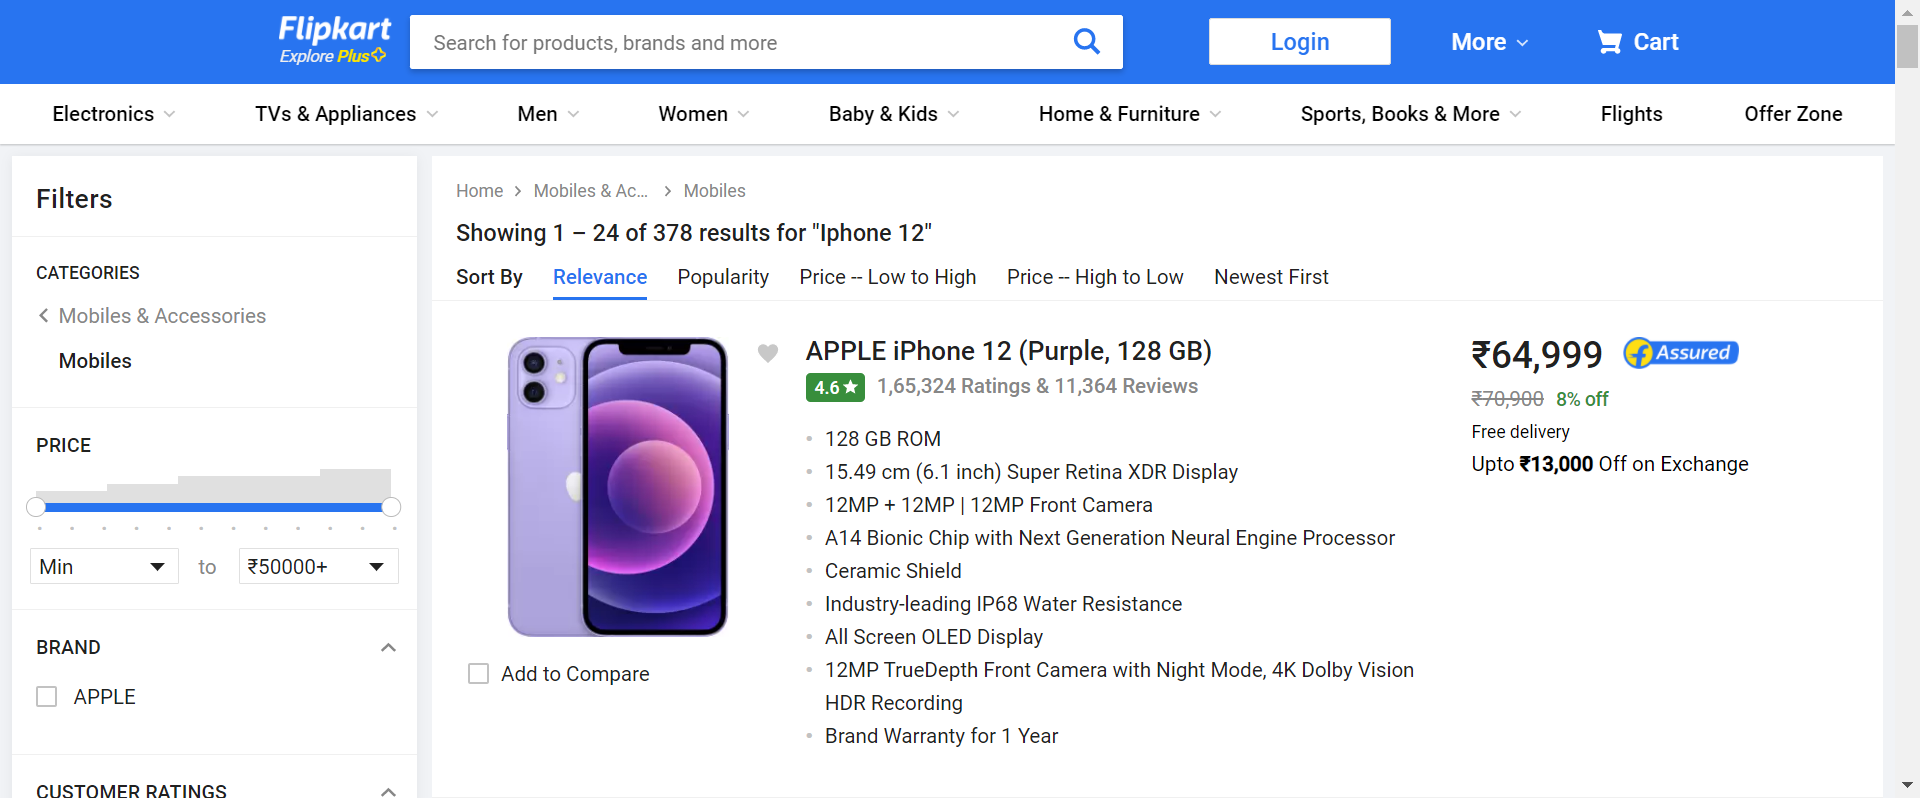 Flipkart
Explore Plus
Search for products, brands and more
Login
More
Cart
Electronics
TVs & Appliances
Men
Women
Baby & Kids
Home & Furniture
Sports, Books & More
Flights
Offer Zone
Filters
CATEGORIES
Mobiles & Accessories
Mobiles
PRICE
Min
to
₹50000+
BRAND
APPLE
CUSTOMER RATINGS
Home
Mobiles & Ac...
Mobiles
Showing 1 – 24 of 378 results for "Iphone 12"
Sort By
Relevance
Popularity
Price -- Low to High
Price -- High to Low
Newest First
Add to Compare
APPLE iPhone 12 (Purple, 128 GB)
4.6★ 1,65,324 Ratings & 11,364 Reviews
128 GB ROM
15.49 cm (6.1 inch) Super Retina XDR Display
12MP + 12MP | 12MP Front Camera
A14 Bionic Chip with Next Generation Neural Engine Processor
Ceramic Shield
Industry-leading IP68 Water Resistance
All Screen OLED Display
12MP TrueDepth Front Camera with Night Mode, 4K Dolby Vision
HDR Recording
Brand Warranty for 1 Year
₹64,999
f Assured
₹70,900 8% off
Free delivery
Upto ₹13,000 Off on Exchange